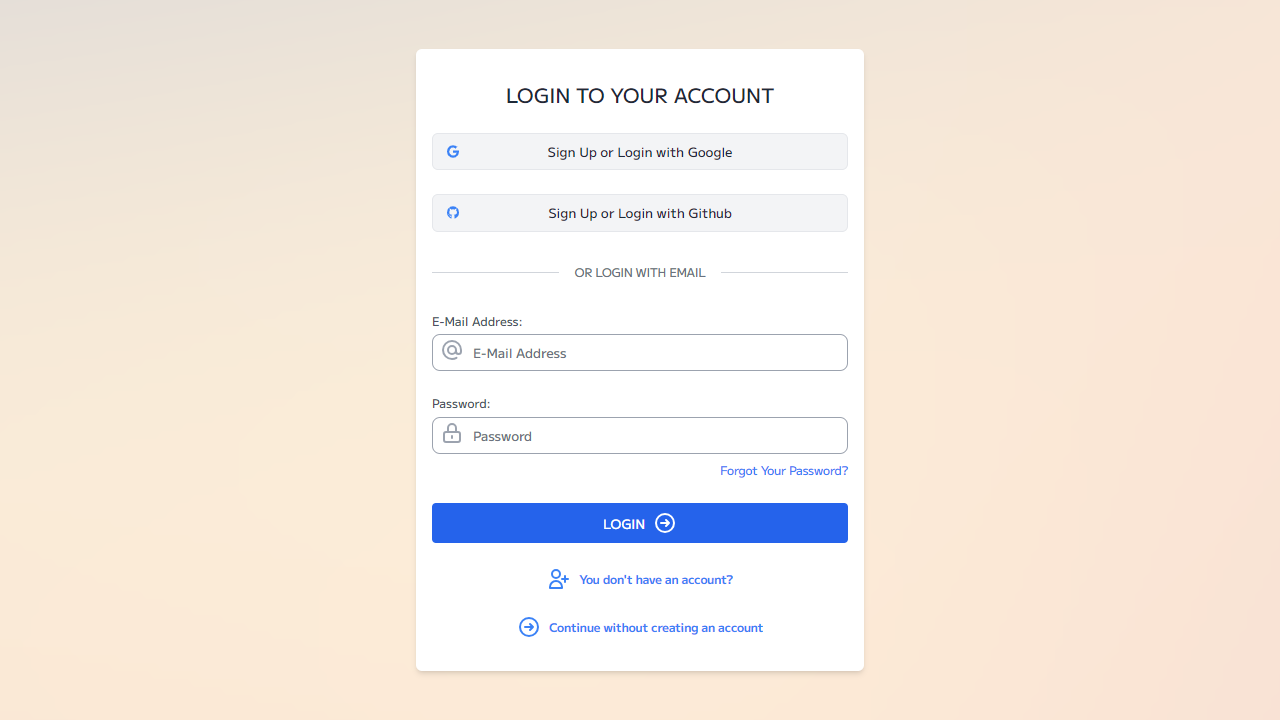 LOGIN TO YOUR ACCOUNT
Sign Up or Login with Google
Sign Up or Login with Github
OR LOGIN WITH EMAIL
E-Mail Address:
E-Mail Address
Password:
Password
Forgot Your Password?
LOGIN
You don't have an account?
Continue without creating an account